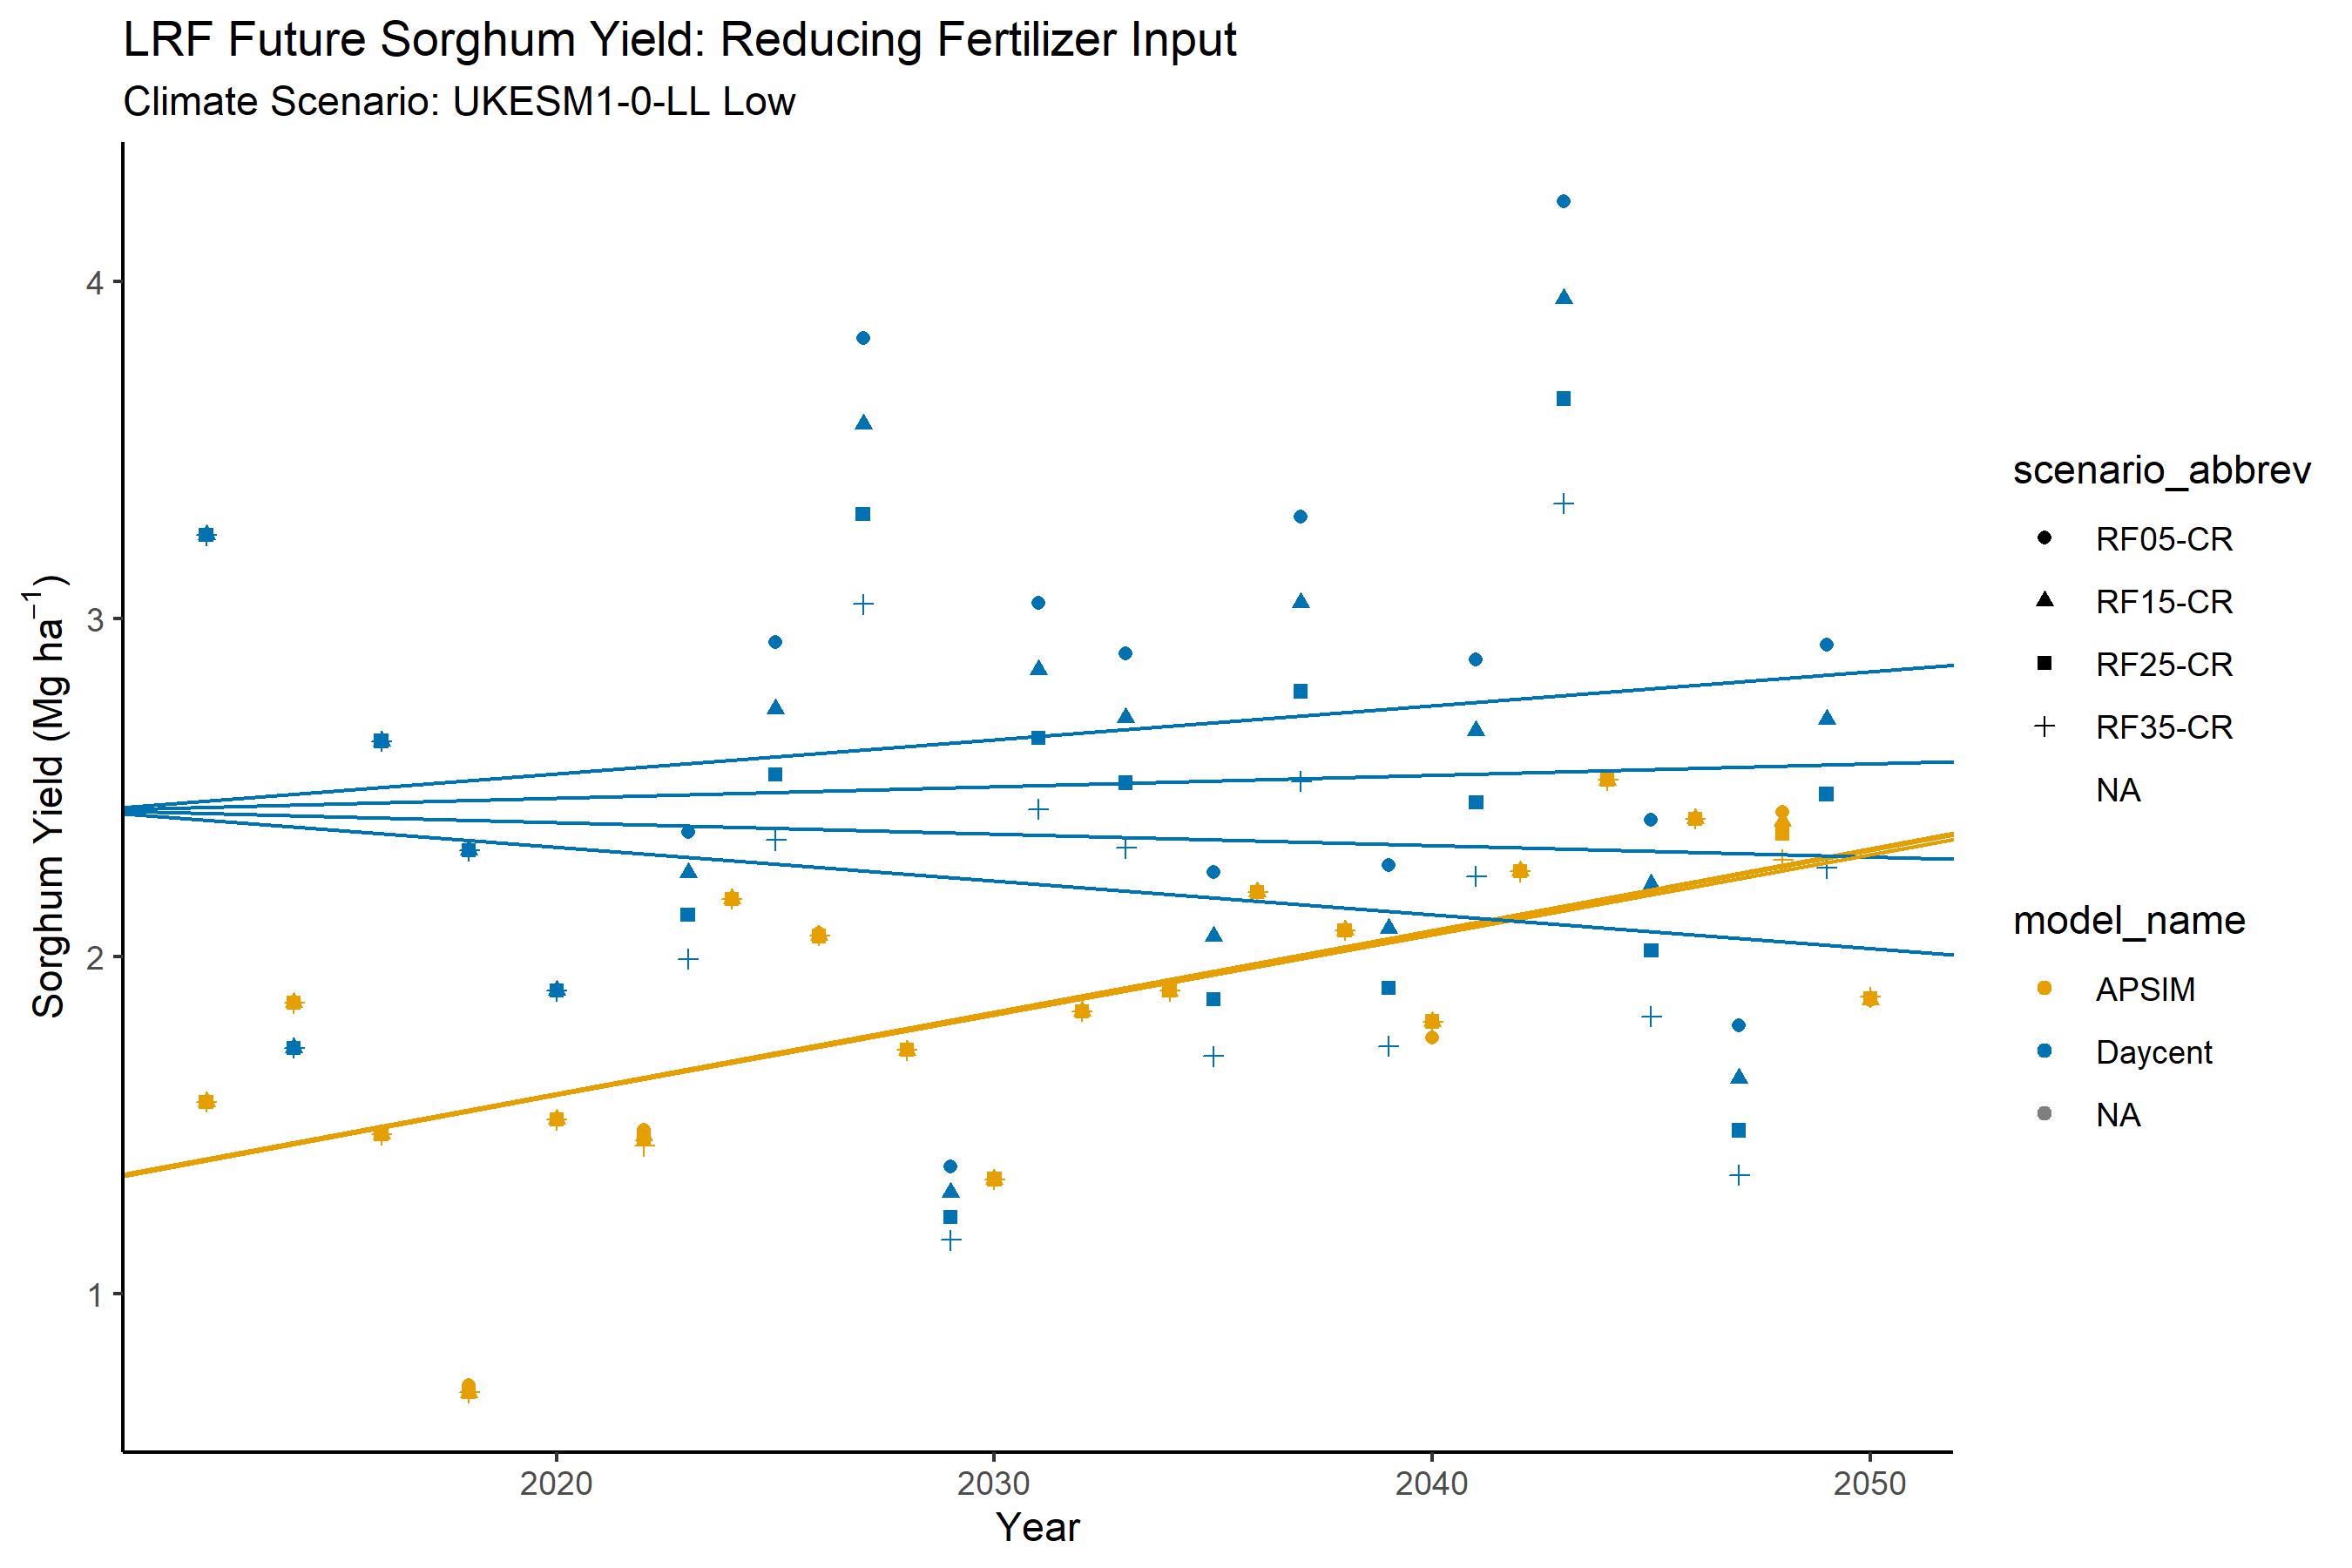 LRF Future Sorghum Yield: Reducing Fertilizer Input
Climate Scenario: UKESM1-0-LL Low
Sorghum Yield (Mg ha⁻¹)
4
3
2
1
2020
2030
2040
2050
Year
scenario_abbrev
RF05-CR
RF15-CR
RF25-CR
RF35-CR
NA
model_name
APSIM
Daycent
NA